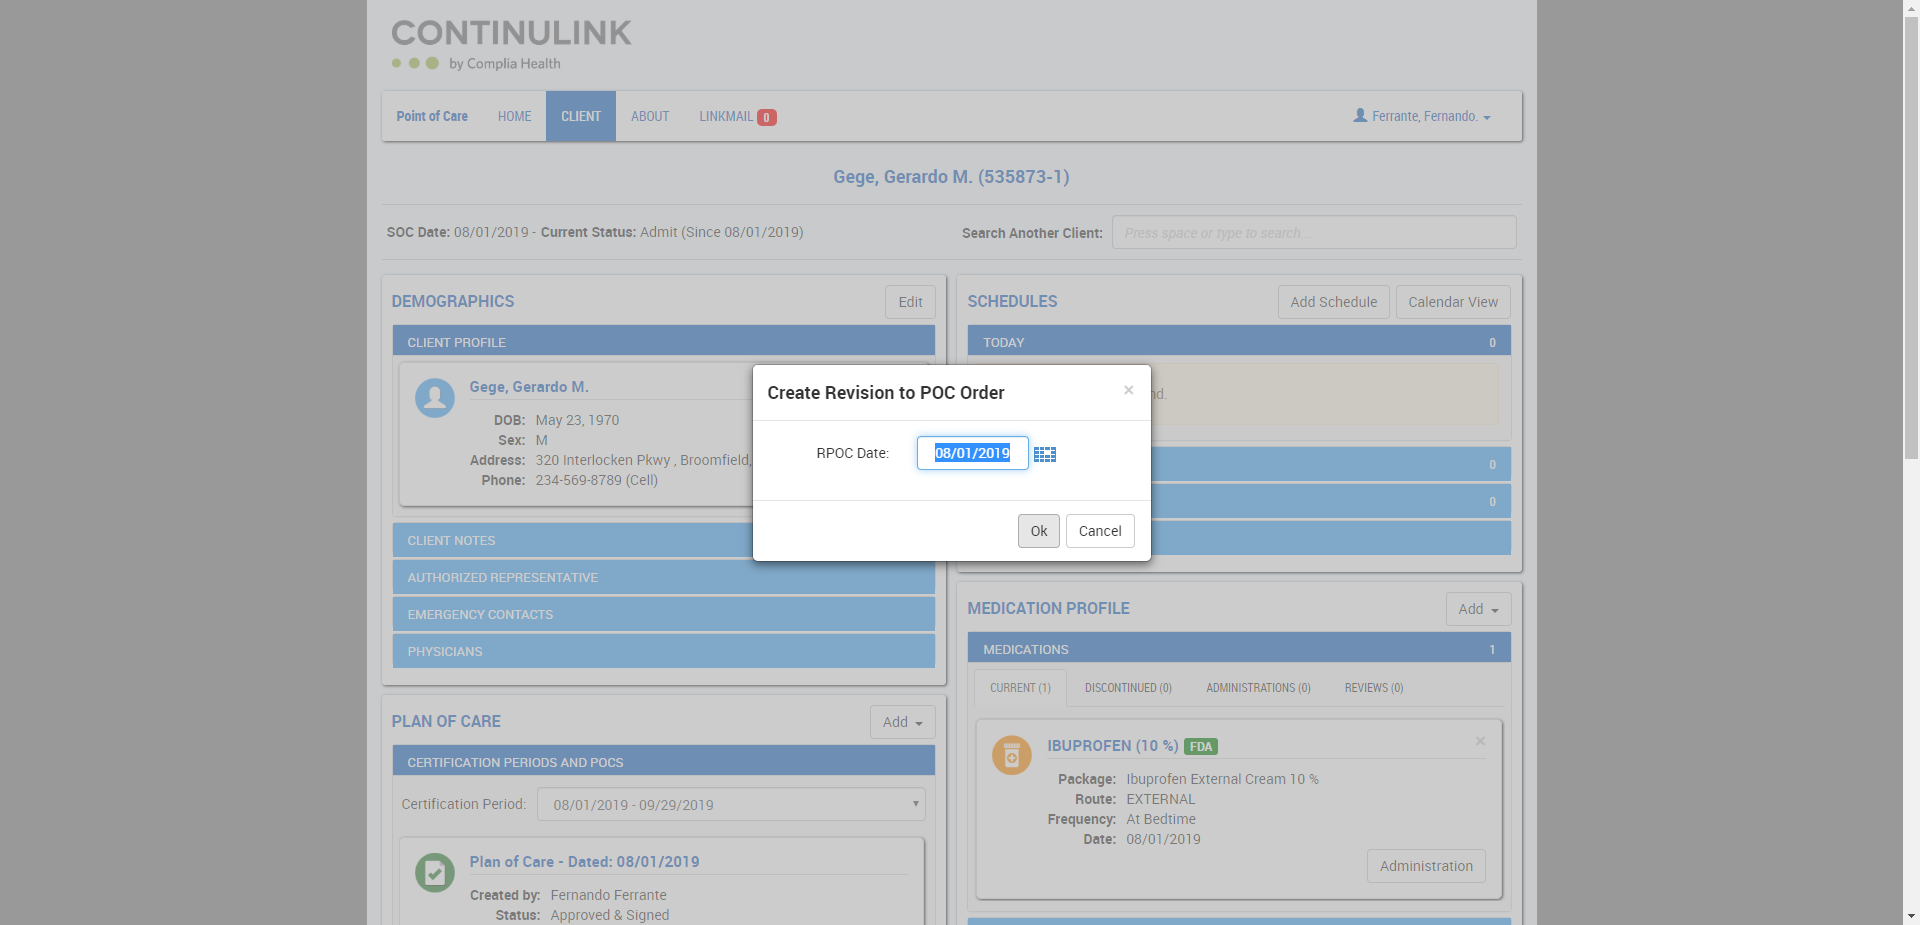 CONTINULINK
by Complia Health
Point of Care
HOME
CLIENT
ABOUT
LINKMAIL 0
Ferrante, Fernando.
Gege, Gerardo M. (535873-1)
SOC Date: 08/01/2019 - Current Status: Admit (Since 08/01/2019)
Search Another Client: Press space or type to search...
DEMOGRAPHICS
Edit
CLIENT PROFILE
Gege, Gerardo M.
DOB: May 23, 1970
Sex: M
Address: 320 Interlocken Pkwy , Broomfield,
Phone: 234-569-8789 (Cell)
CLIENT NOTES
AUTHORIZED REPRESENTATIVE
EMERGENCY CONTACTS
PHYSICIANS
PLAN OF CARE
Add
CERTIFICATION PERIODS AND POCS
Certification Period: 08/01/2019 - 09/29/2019
Plan of Care - Dated: 08/01/2019
Created by: Fernando Ferrante
Status: Approved & Signed
Create Revision to POC Order
×
RPOC Date: 08/01/2019
Ok
Cancel
SCHEDULES
Add Schedule
Calendar View
TODAY 0
nd.
0
0
MEDICATION PROFILE
Add
MEDICATIONS 1
CURRENT (1)
DISCONTINUED (0)
ADMINISTRATIONS (0)
REVIEWS (0)
IBUPROFEN (10 %) FDA
×
Package: Ibuprofen External Cream 10 %
Route: EXTERNAL
Frequency: At Bedtime
Date: 08/01/2019
Administration